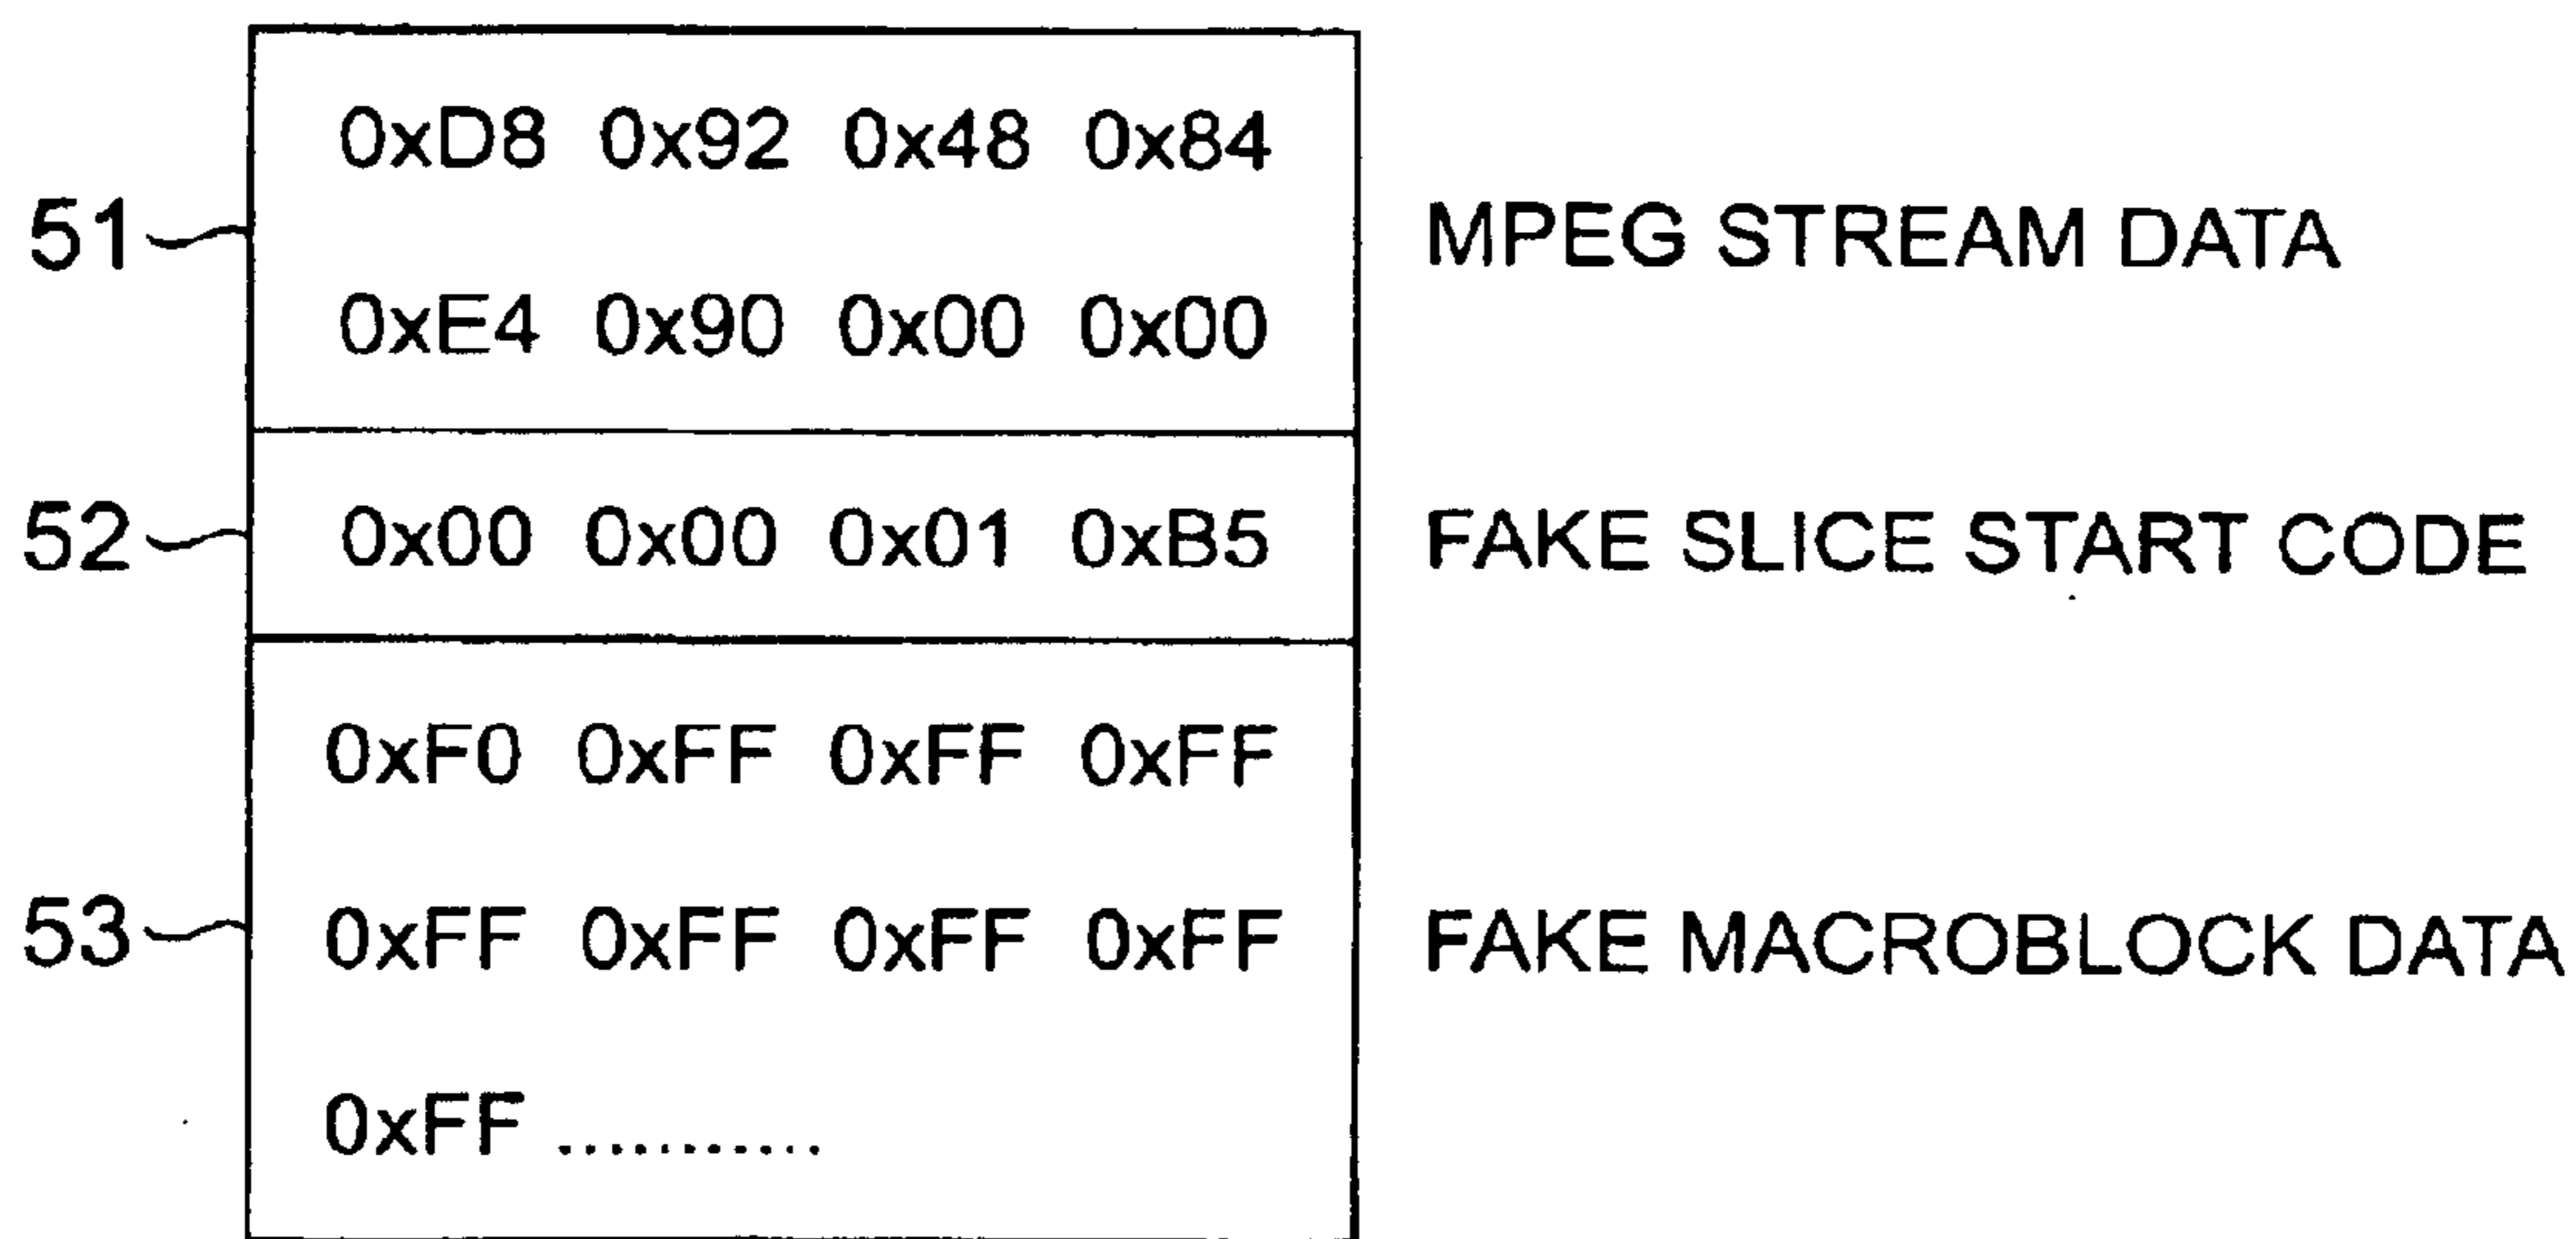 0xD8 0x92 0x48 0x84
51
MPEG STREAM DATA
0xE4 0x90 0x00 0x00
52
0x00 0x00 0x01 0xB5
FAKE SLICE START CODE
0xF0 0xFF 0xFF 0xFF
53
0xFF 0xFF 0xFF 0xFF
FAKE MACROBLOCK DATA
0xFF ...........